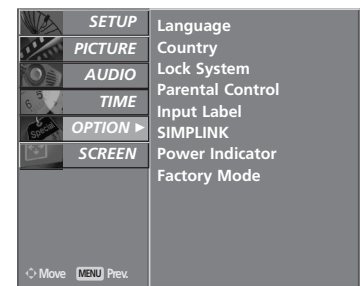 SETUP
PICTURE
AUDIO
TIME
OPTION
SCREEN
Language
Country
Lock System
Parental Control
Input Label
SIMPLINK
Power Indicator
Factory Mode
Move MENU Prev.